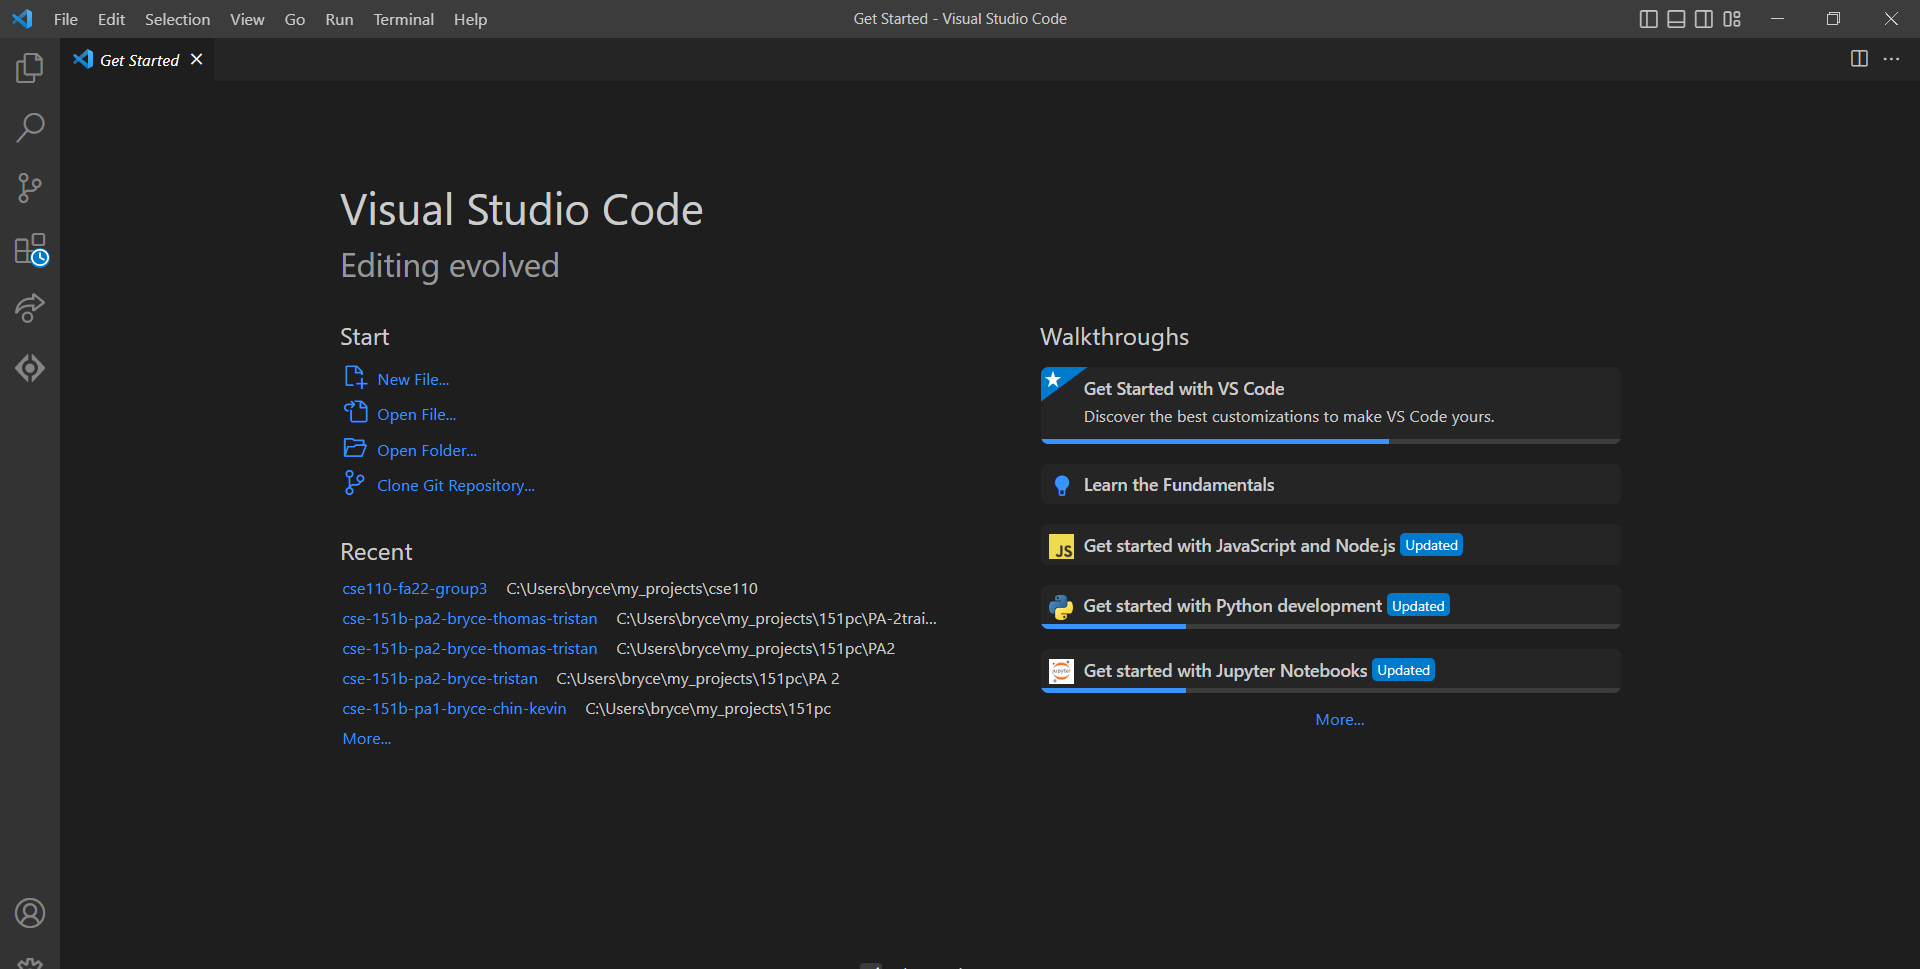 File Edit Selection View Go Run Terminal Help
Get Started - Visual Studio Code
Get Started
Visual Studio Code
Editing evolved
Start
New File...
Open File...
Open Folder...
Clone Git Repository...
Recent
cse110-fa22-group3 C:\Users\bryce\my_projects\cse110
cse-151b-pa2-bryce-thomas-tristan C:\Users\bryce\my_projects\151pc\PA-2trai...
cse-151b-pa2-bryce-thomas-tristan C:\Users\bryce\my_projects\151pc\PA2
cse-151b-pa2-bryce-tristan C:\Users\bryce\my_projects\151pc\PA 2
cse-151b-pa1-bryce-chin-kevin C:\Users\bryce\my_projects\151pc
More...
Walkthroughs
Get Started with VS Code
Discover the best customizations to make VS Code yours.
Learn the Fundamentals
JS Get started with JavaScript and Node.js Updated
Get started with Python development Updated
jupyter Get started with Jupyter Notebooks Updated
More...